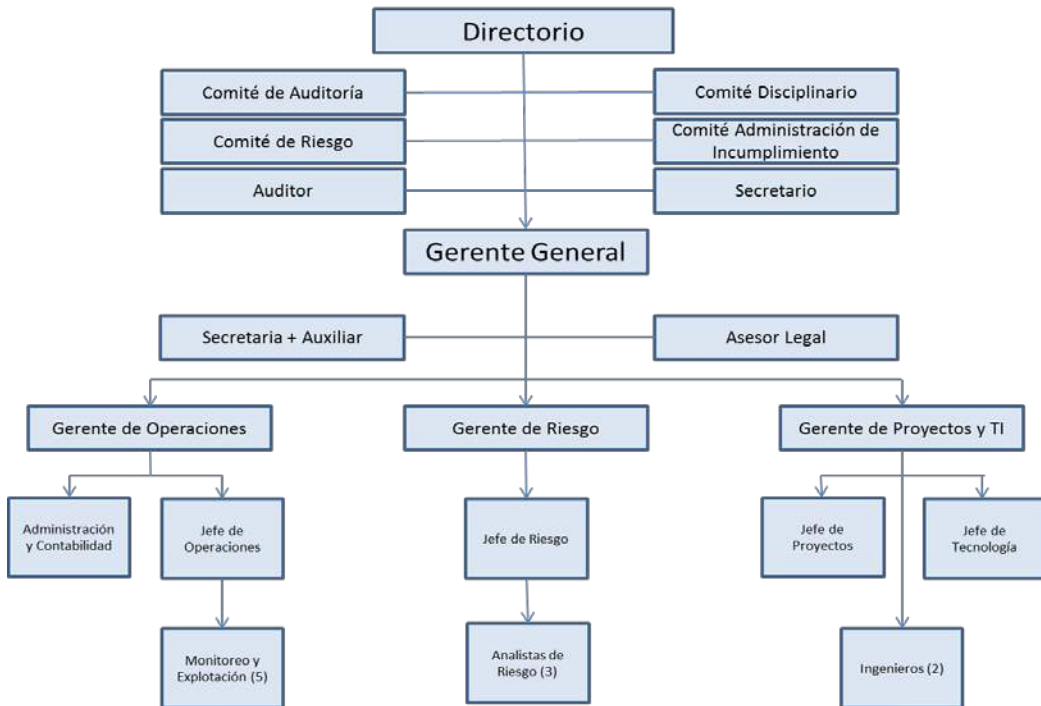 Directorio
Comité de Auditoría
Comité Disciplinario
Comité de Riesgo
Comité Administración de
Incumplimiento
Auditor
Secretario
Gerente General
Secretaria + Auxiliar
Asesor Legal
Gerente de Operaciones
Gerente de Riesgo
Gerente de Proyectos y TI
Administración
y Contabilidad
Jefe de
Operaciones
Jefe de Riesgo
Jefe de
Proyectos
Jefe de
Tecnología
Monitoreo y
Explotación (5)
Analistas de
Riesgo (3)
Ingenieros (2)